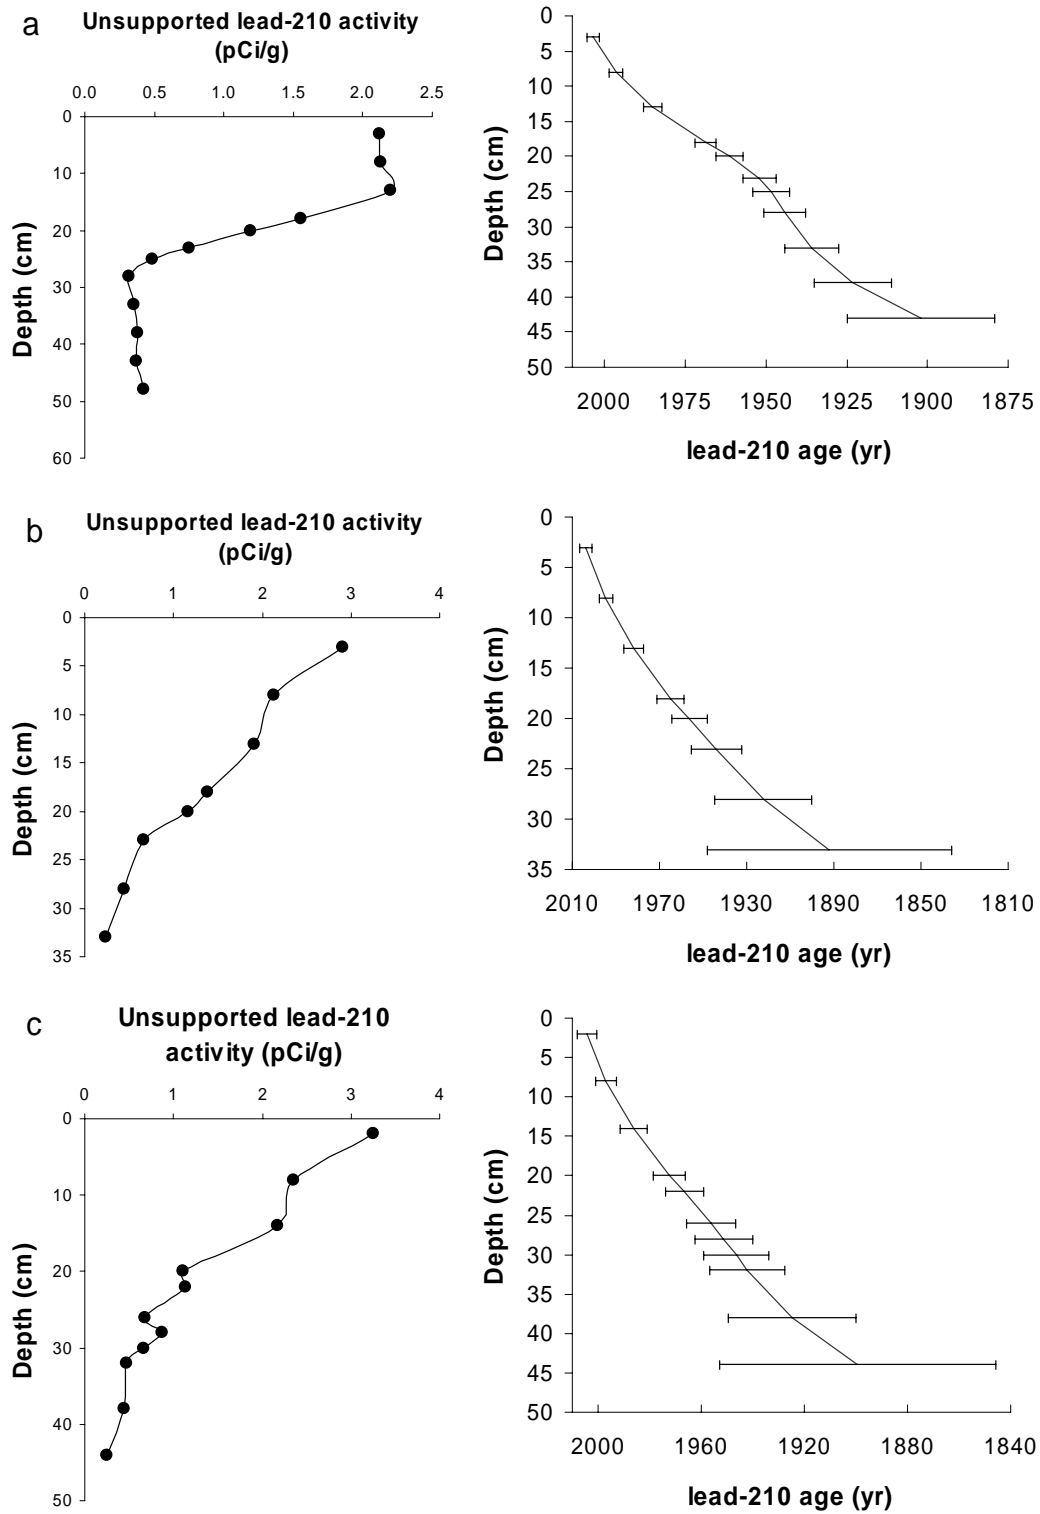 a
Unsupported lead-210 activity
(pCi/g)
0.0 0.5 1.0 1.5 2.0 2.5
0
10
20
30
40
50
60
Depth (cm)
0
5
10
15
20
25
30
35
40
45
50
Depth (cm)
2000 1975 1950 1925 1900 1875
lead-210 age (yr)
b
Unsupported lead-210 activity
(pCi/g)
0 1 2 3 4
0
5
10
15
20
25
30
35
Depth (cm)
0
5
10
15
20
25
30
35
Depth (cm)
2010 1970 1930 1890 1850 1810
lead-210 age (yr)
c
Unsupported lead-210
activity (pCi/g)
0 1 2 3 4
0
10
20
30
40
50
Depth (cm)
0
5
10
15
20
25
30
35
40
45
50
Depth (cm)
2000 1960 1920 1880 1840
lead-210 age (yr)